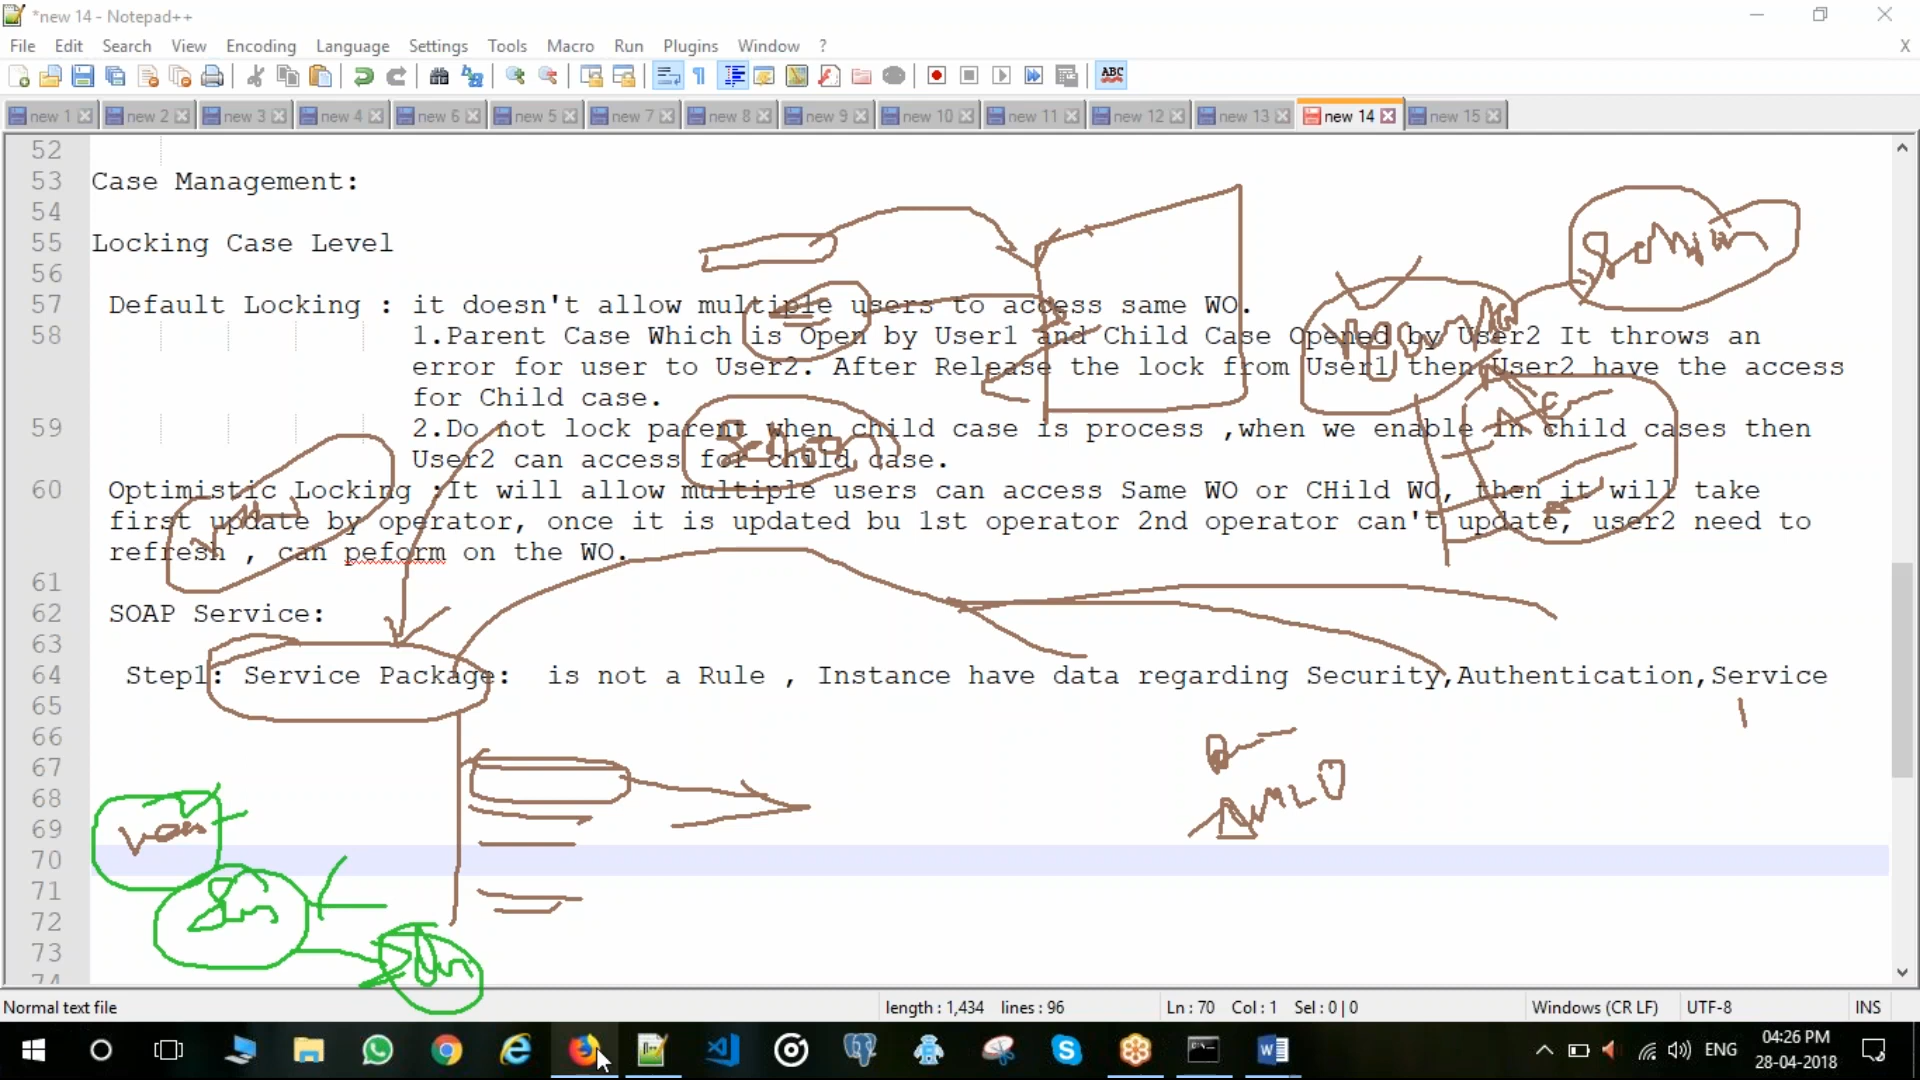 *new 14 - Notepad++
File Edit Search View Encoding Language Settings Tools Macro Run Plugins Window ? X
ABC
new 1 new 2 new 3 new 4 new 6 new 5 new 7 new 8 new 9 new 10 new 11 new 12 new 13 new 14 new 15
52
53 Case Management:
54
55 Locking Case Level
56
57 Default Locking : it doesn't allow multiple users to access same WO.
58 1.Parent Case Which is Open by User1 and Child Case Opened by User2 It throws an
error for user to User2. After Release the lock from User1 then User2 have the access
for Child case.
59 2.Do not lock parent when child case is process ,when we enable in child cases then
User2 can access for child case.
60 Optimistic Locking :It will allow multiple users can access Same WO or CHild WO, then it will take
first update by operator, once it is updated bu 1st operator 2nd operator can't update, user2 need to
refresh , can peform on the WO.
61
62 SOAP Service:
63
64 Step1: Service Package: is not a Rule , Instance have data regarding Security,Authentication,Service
65
66
67
68
69
70
71
72
73
74
Normal text file length : 1,434 lines : 96 Ln : 70 Col : 1 Sel : 0 | 0 Windows (CR LF) UTF-8 INS
ENG 04:26 PM
28-04-2018